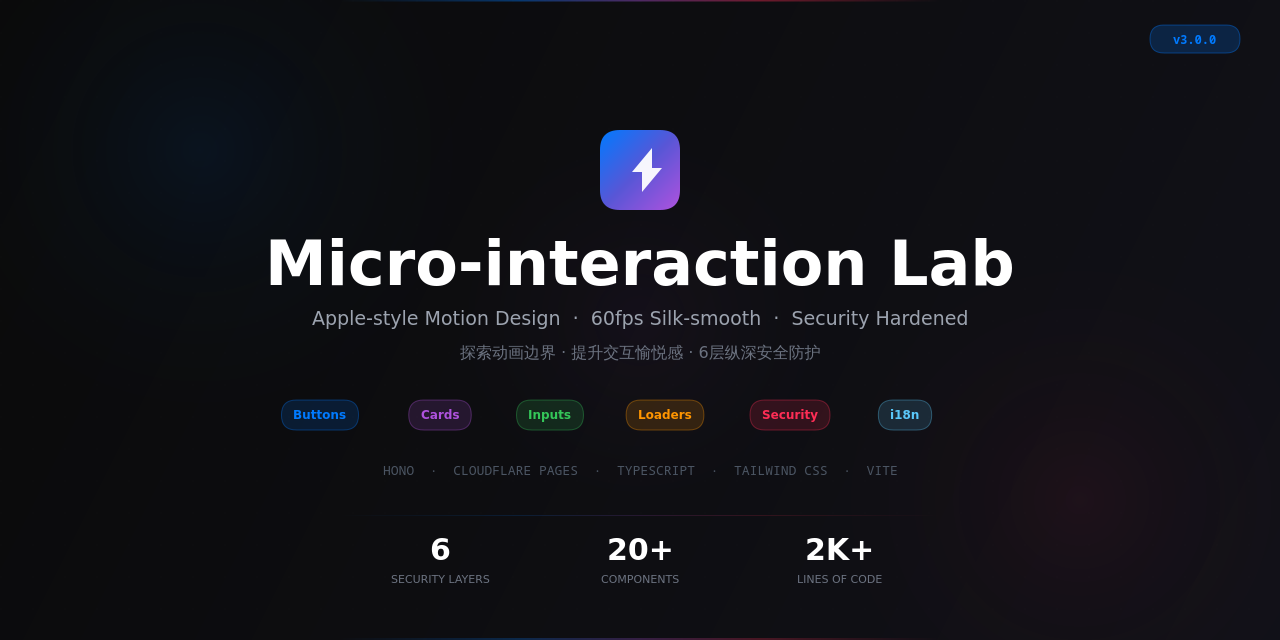 v3.0.0
Micro-interaction Lab
Apple-style Motion Design · 60fps Silk-smooth · Security Hardened
探索动画边界 · 提升交互愉悦感 · 6层纵深安全防护
Buttons Cards Inputs Loaders Security i18n
HONO · CLOUDFLARE PAGES · TYPESCRIPT · TAILWIND CSS · VITE
6 20+ 2K+
SECURITY LAYERS COMPONENTS LINES OF CODE